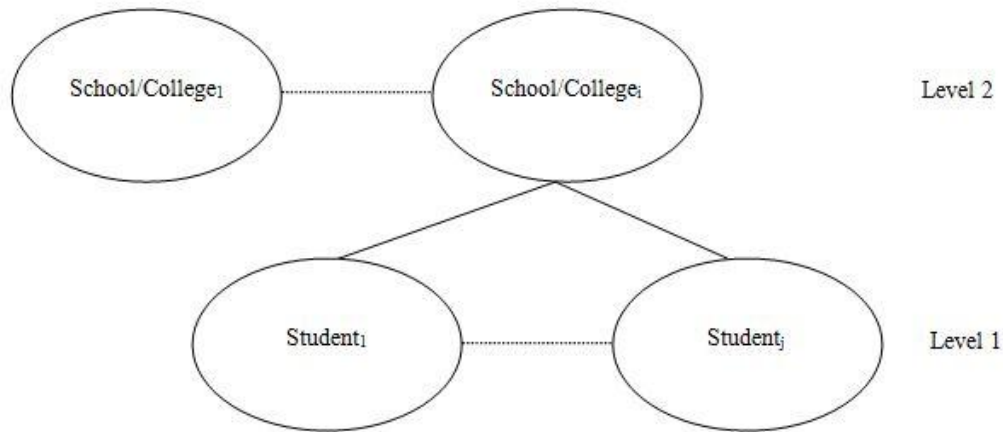 School/College₁
School/Collegeᵢ
Level 2
Student₁
Studentⱼ
Level 1